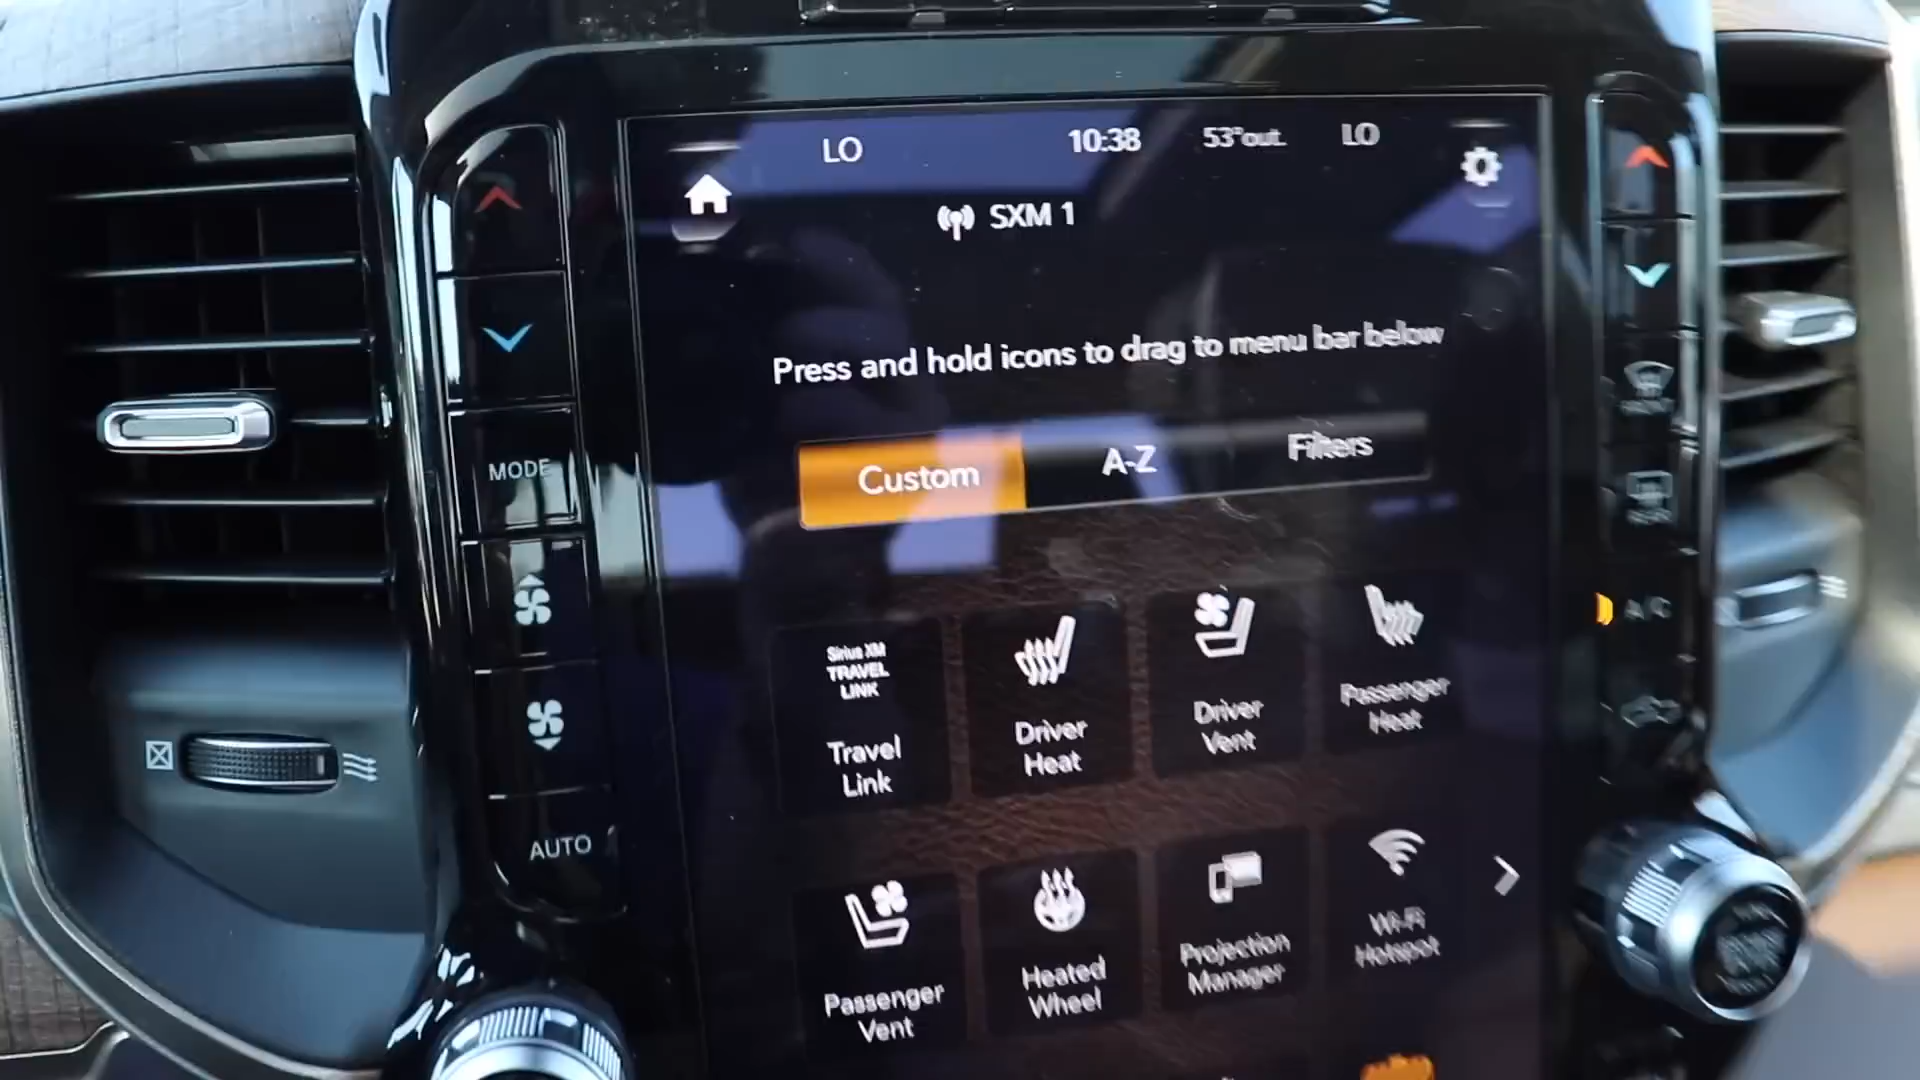 LO 10:38 53°out. LO
SXM 1
Press and hold icons to drag to menu bar below
Custom A-Z Filters
MODE
AUTO
A/C
Sirius XM
TRAVEL
LINK
Travel
Link
Driver
Heat
Driver
Vent
Passenger
Heat
Passenger
Vent
Heated
Wheel
Projection
Manager
Wi-Fi
Hotspot